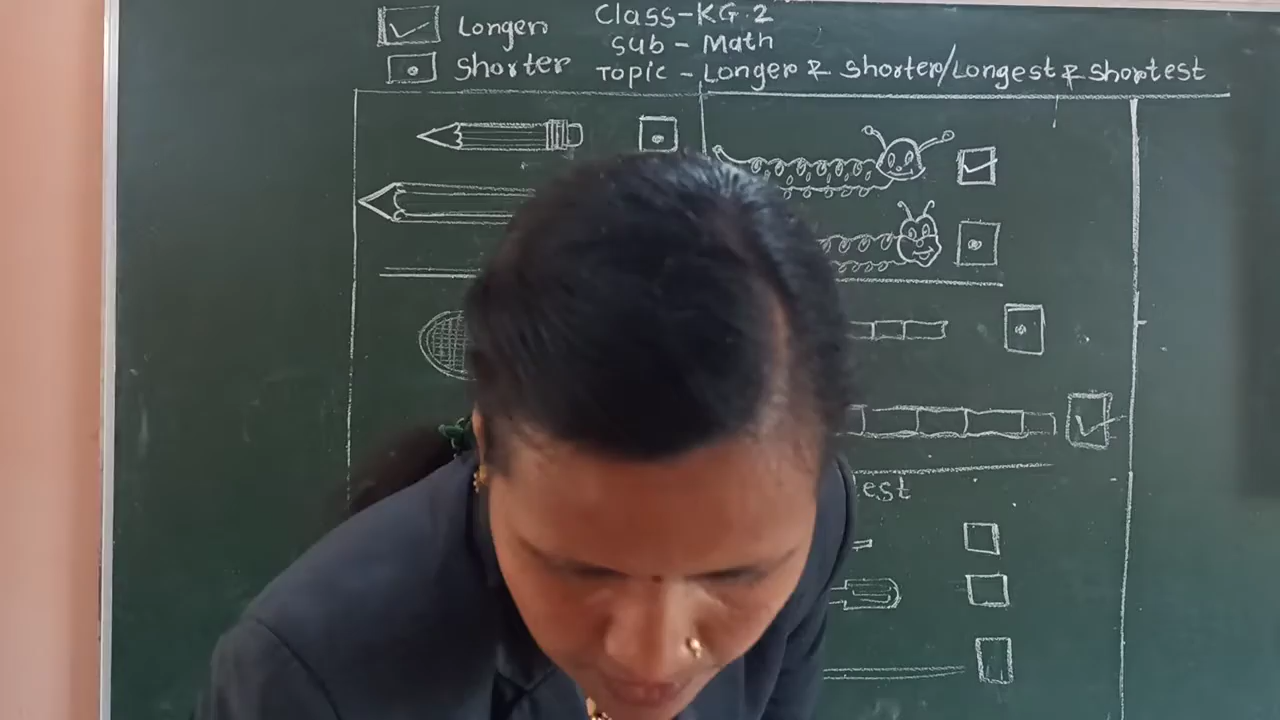 Longer
Shorter
Class-KG.2
Sub - Math
Topic - Longer & Shorter/Longest & Shortest
est